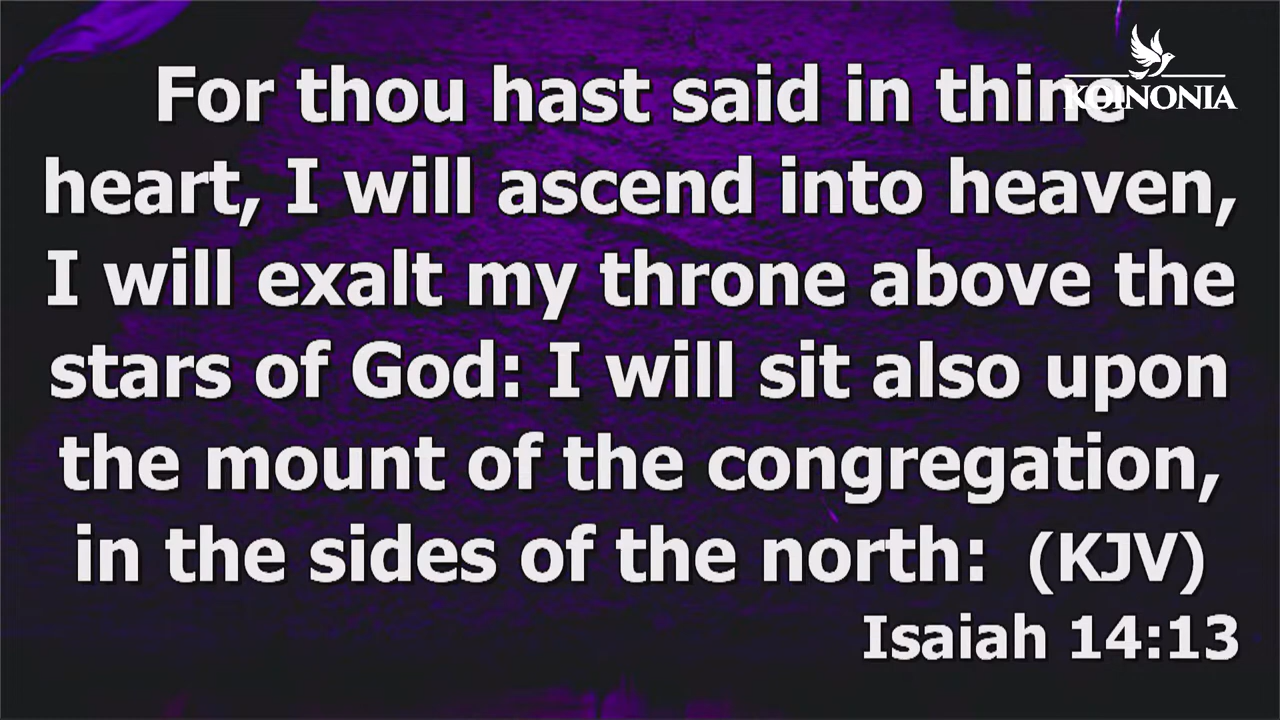 For thou hast said in thine
KOINONIA
heart, I will ascend into heaven,
I will exalt my throne above the
stars of God: I will sit also upon
the mount of the congregation,
in the sides of the north: (KJV)
Isaiah 14:13